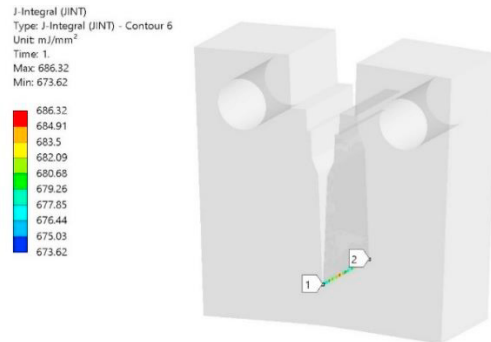 J-Integral (JINT)
Type: J-Integral (JINT) - Contour 6
Unit: mJ/mm²
Time: 1.
Max: 686.32
Min: 673.62
686.32
684.91
683.5
682.09
680.68
679.26
677.85
676.44
675.03
673.62
2
1